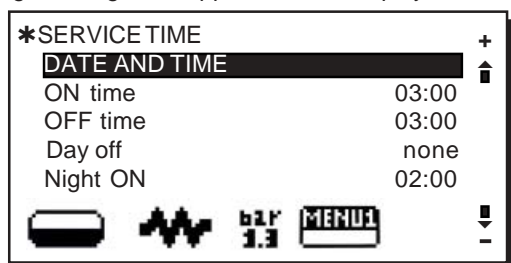 ✱SERVICE TIME +
DATE AND TIME
ON time 03:00
OFF time 03:00
Day off none
Night ON 02:00
bar 1.3 MENU1 -